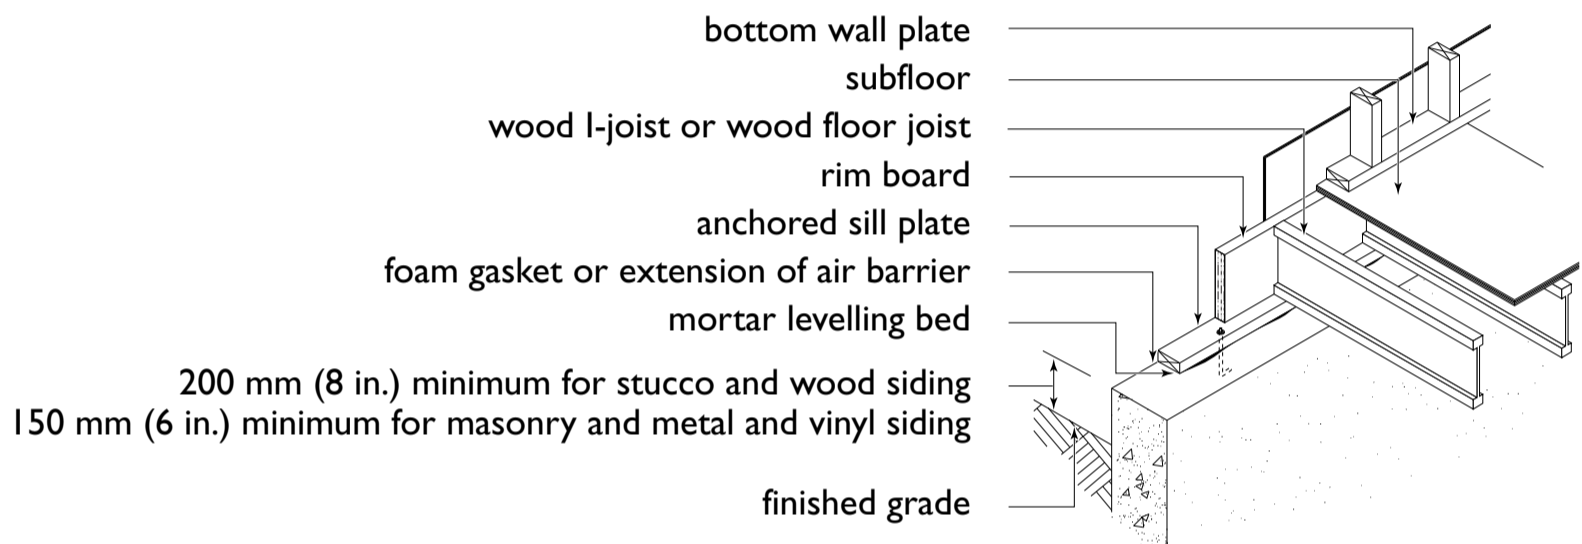 bottom wall plate
subfloor
wood I-joist or wood floor joist
rim board
anchored sill plate
foam gasket or extension of air barrier
mortar levelling bed
200 mm (8 in.) minimum for stucco and wood siding
150 mm (6 in.) minimum for masonry and metal and vinyl siding
finished grade